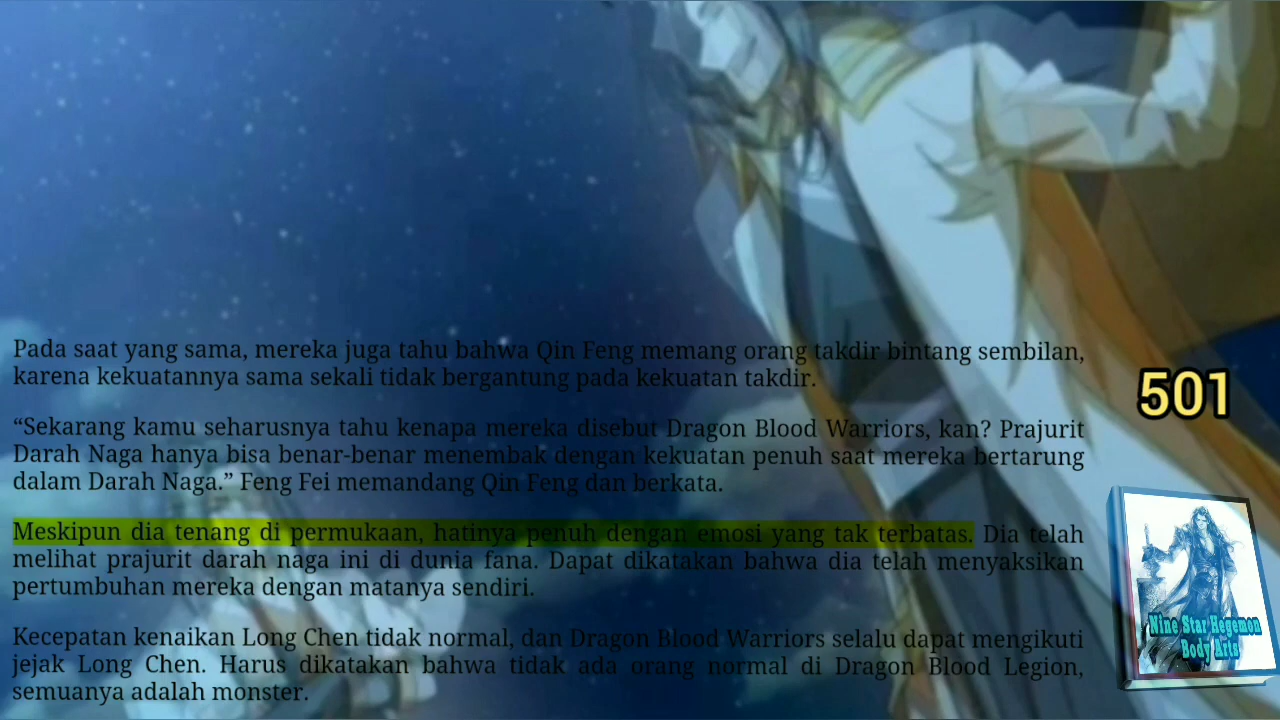 Pada saat yang sama, mereka juga tahu bahwa Qin Feng memang orang takdir bintang sembilan,
karena kekuatannya sama sekali tidak bergantung pada kekuatan takdir.
“Sekarang kamu seharusnya tahu kenapa mereka disebut Dragon Blood Warriors, kan? Prajurit
Darah Naga hanya bisa benar-benar menembak dengan kekuatan penuh saat mereka bertarung
dalam Darah Naga.” Feng Fei memandang Qin Feng dan berkata.
Meskipun dia tenang di permukaan, hatinya penuh dengan emosi yang tak terbatas. Dia telah
melihat prajurit darah naga ini di dunia fana. Dapat dikatakan bahwa dia telah menyaksikan
pertumbuhan mereka dengan matanya sendiri.
Kecepatan kenaikan Long Chen tidak normal, dan Dragon Blood Warriors selalu dapat mengikuti
jejak Long Chen. Harus dikatakan bahwa tidak ada orang normal di Dragon Blood Legion,
semuanya adalah monster.
501
Nine Star Hegemon
Body Arts